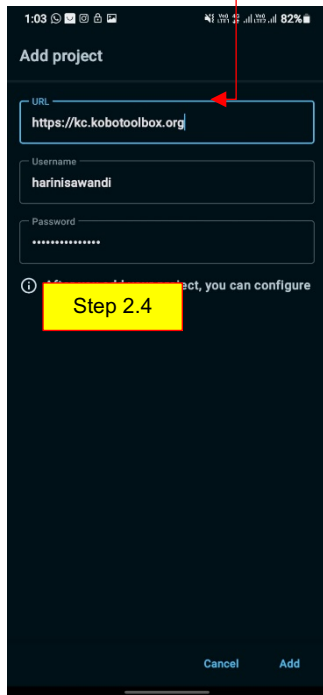 1:03 82%
Add project
URL
https://kc.kobotoolbox.org
Username
harinisawandi
Password
••••••••••••••
ect, you can configure
Step 2.4
Cancel Add